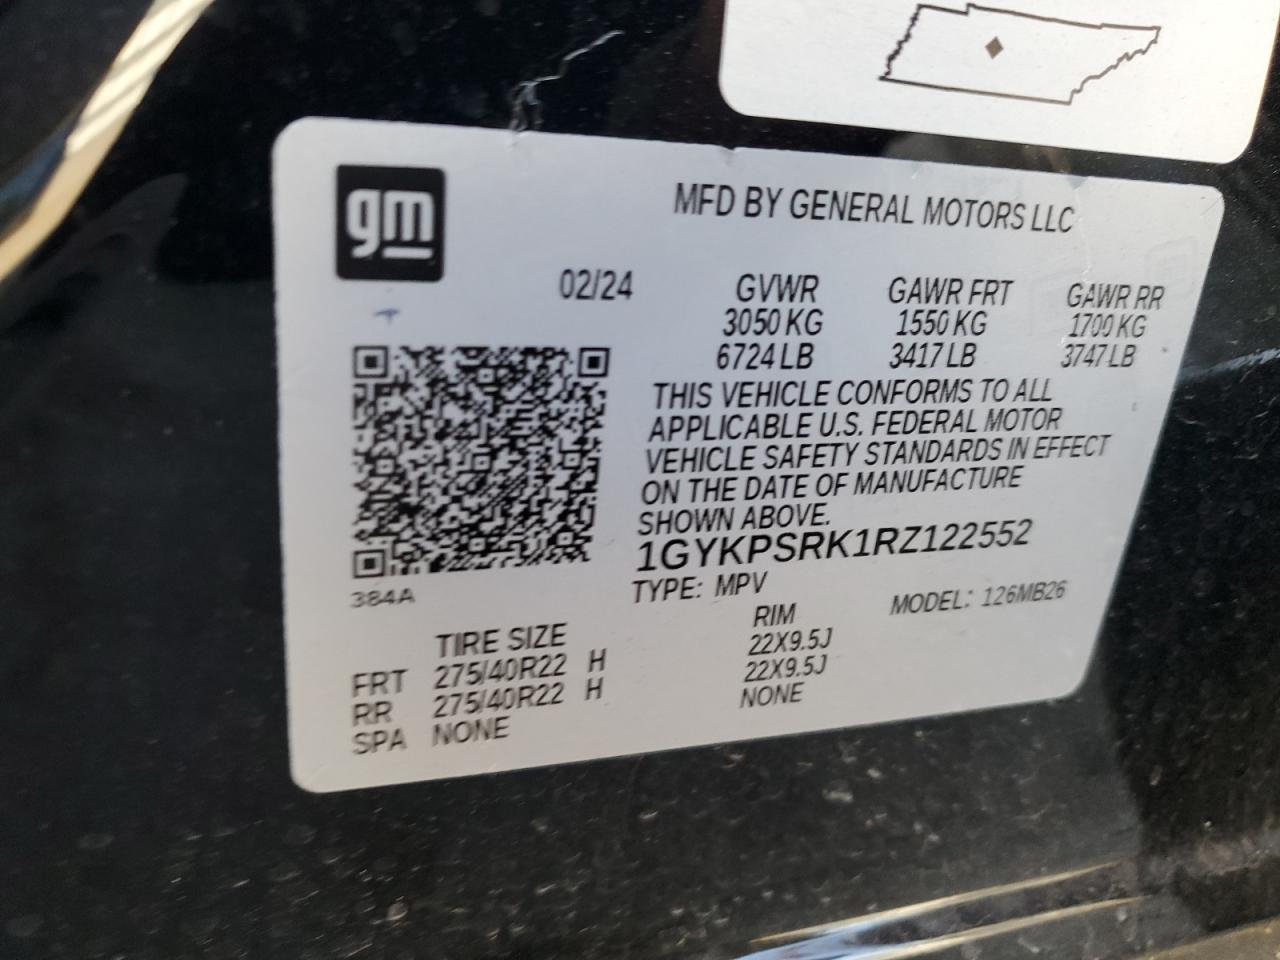 gm
MFD BY GENERAL MOTORS LLC
02/24 GVWR GAWR FRT GAWR RR
3050 KG 1550 KG 1700 KG
6724 LB 3417 LB 3747 LB
THIS VEHICLE CONFORMS TO ALL
APPLICABLE U.S. FEDERAL MOTOR
VEHICLE SAFETY STANDARDS IN EFFECT
ON THE DATE OF MANUFACTURE
SHOWN ABOVE.
1GYKPSRK1RZ122552
TYPE: MPV MODEL: 126MB26
384A
TIRE SIZE RIM
FRT 275/40R22 H 22X9.5J
RR 275/40R22 H 22X9.5J
SPA NONE NONE